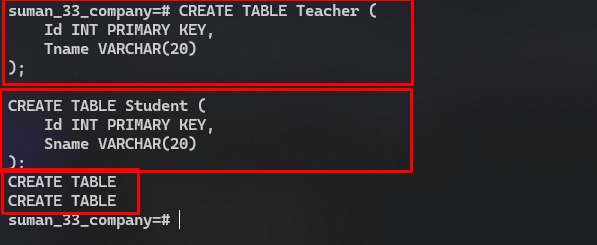 suman_33_company=# CREATE TABLE Teacher (
    Id INT PRIMARY KEY,
    Tname VARCHAR(20)
);
CREATE TABLE Student (
    Id INT PRIMARY KEY,
    Sname VARCHAR(20)
);
CREATE TABLE
CREATE TABLE
suman_33_company=#